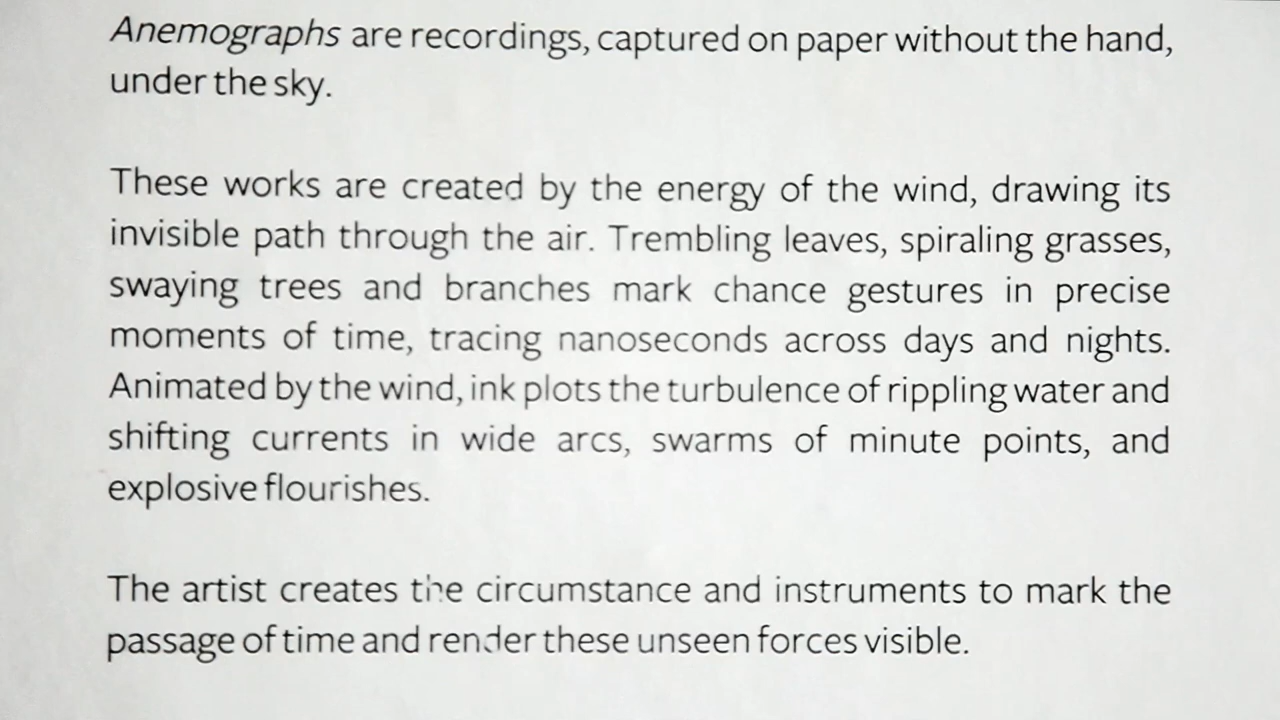 Anemographs are recordings, captured on paper without the hand,
under the sky.
These works are created by the energy of the wind, drawing its
invisible path through the air. Trembling leaves, spiraling grasses,
swaying trees and branches mark chance gestures in precise
moments of time, tracing nanoseconds across days and nights.
Animated by the wind, ink plots the turbulence of rippling water and
shifting currents in wide arcs, swarms of minute points, and
explosive flourishes.
The artist creates the circumstance and instruments to mark the
passage of time and render these unseen forces visible.